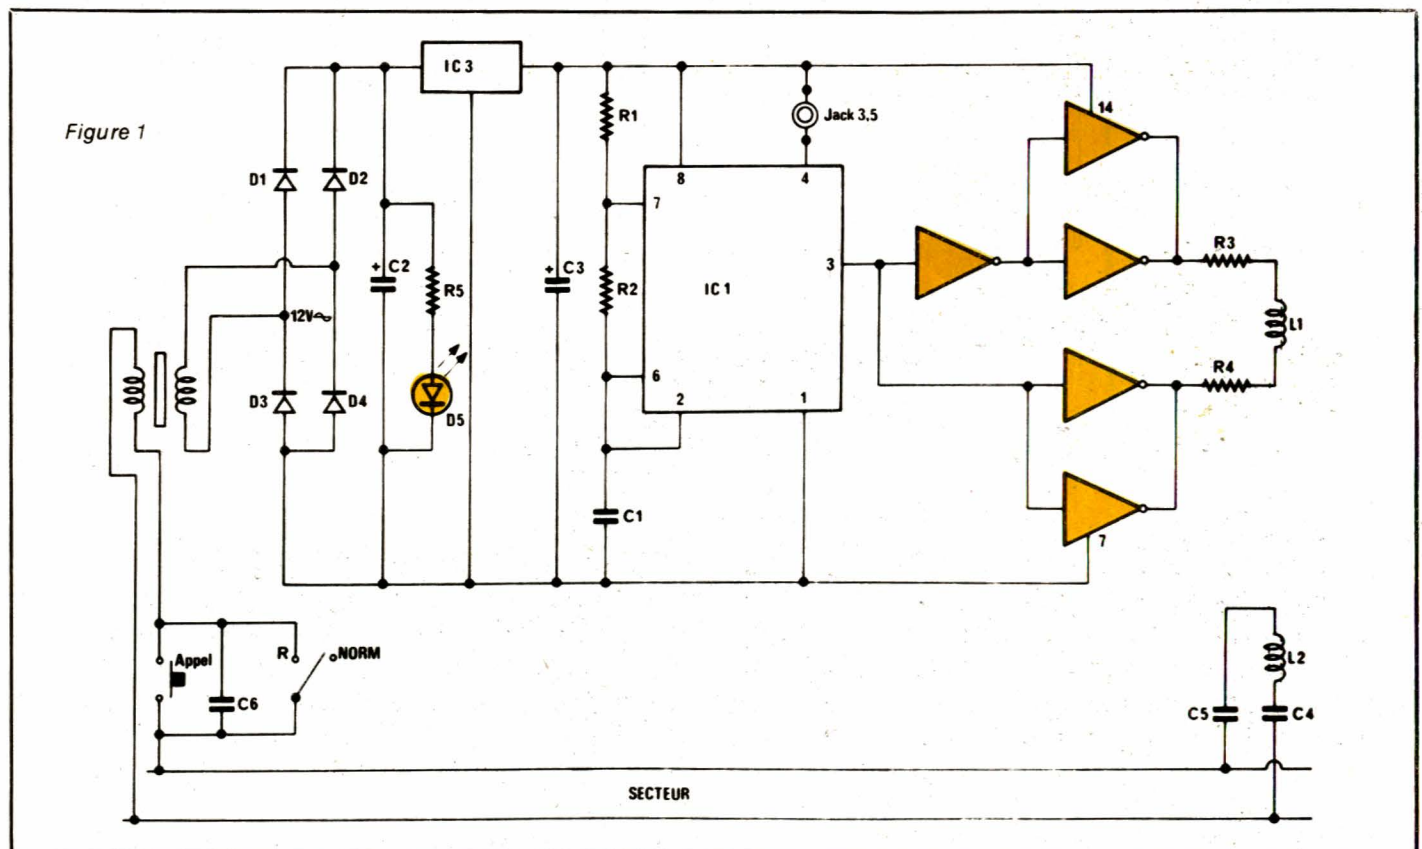 Figure 1
IC3
R1
Jack 3,5
14
D1
D2
8
4
7
+
C2
R5
+
C3
R2
IC1
3
R3
12V~
L1
R4
6
D3
D4
D5
2
1
C1
7
Appel
R
NORM
C6
L2
C5
C4
SECTEUR